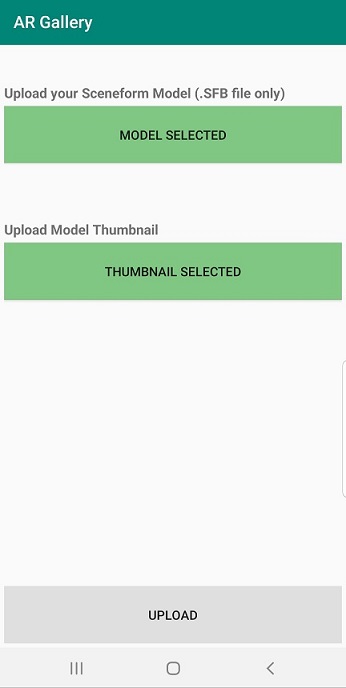 AR Gallery
Upload your Sceneform Model (.SFB file only)
MODEL SELECTED
Upload Model Thumbnail
THUMBNAIL SELECTED
UPLOAD